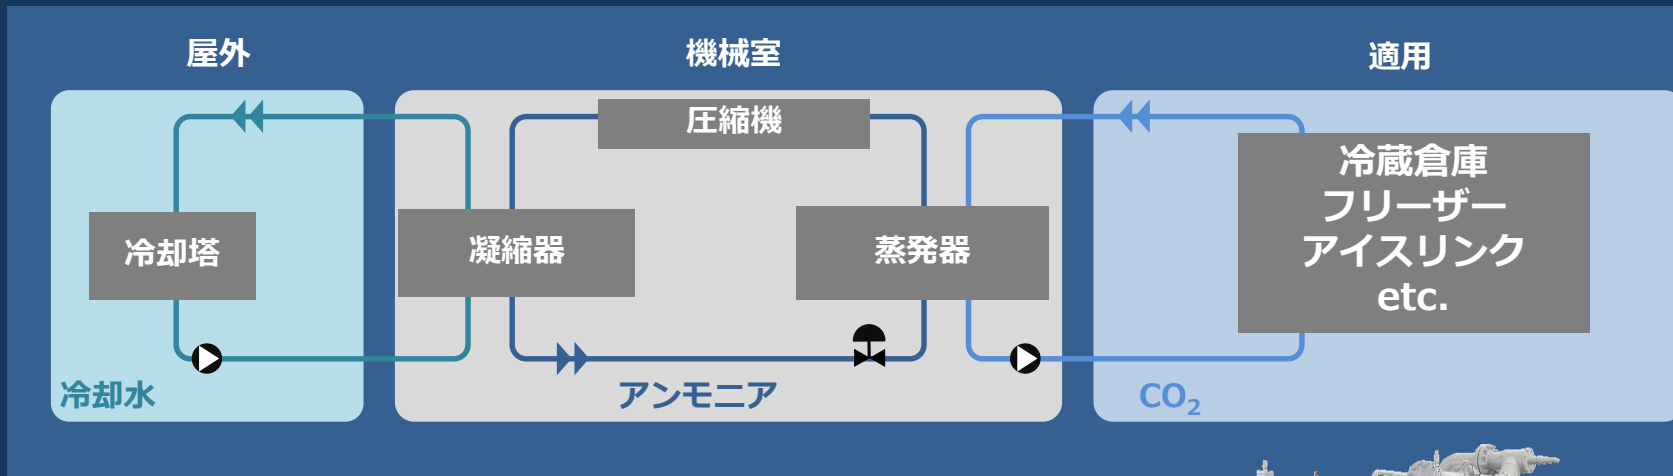 屋外
機械室
適用
圧縮機
冷却塔
凝縮器
蒸発器
冷蔵倉庫
フリーザー
アイスリンク
etc.
冷却水
アンモニア
CO₂